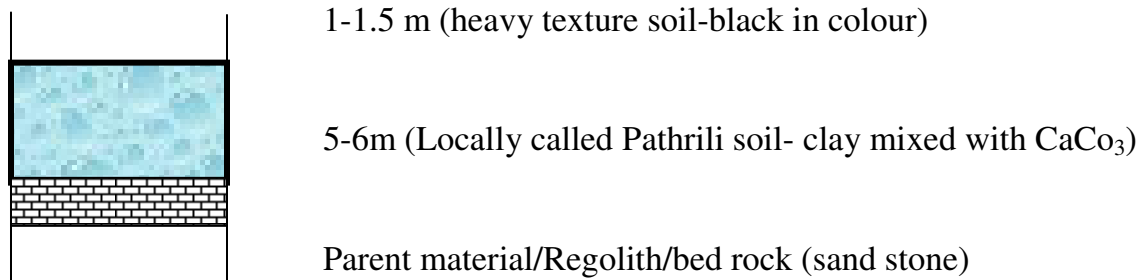 1-1.5 m (heavy texture soil-black in colour)
5-6m (Locally called Pathrili soil- clay mixed with CaCo₃)
Parent material/Regolith/bed rock (sand stone)